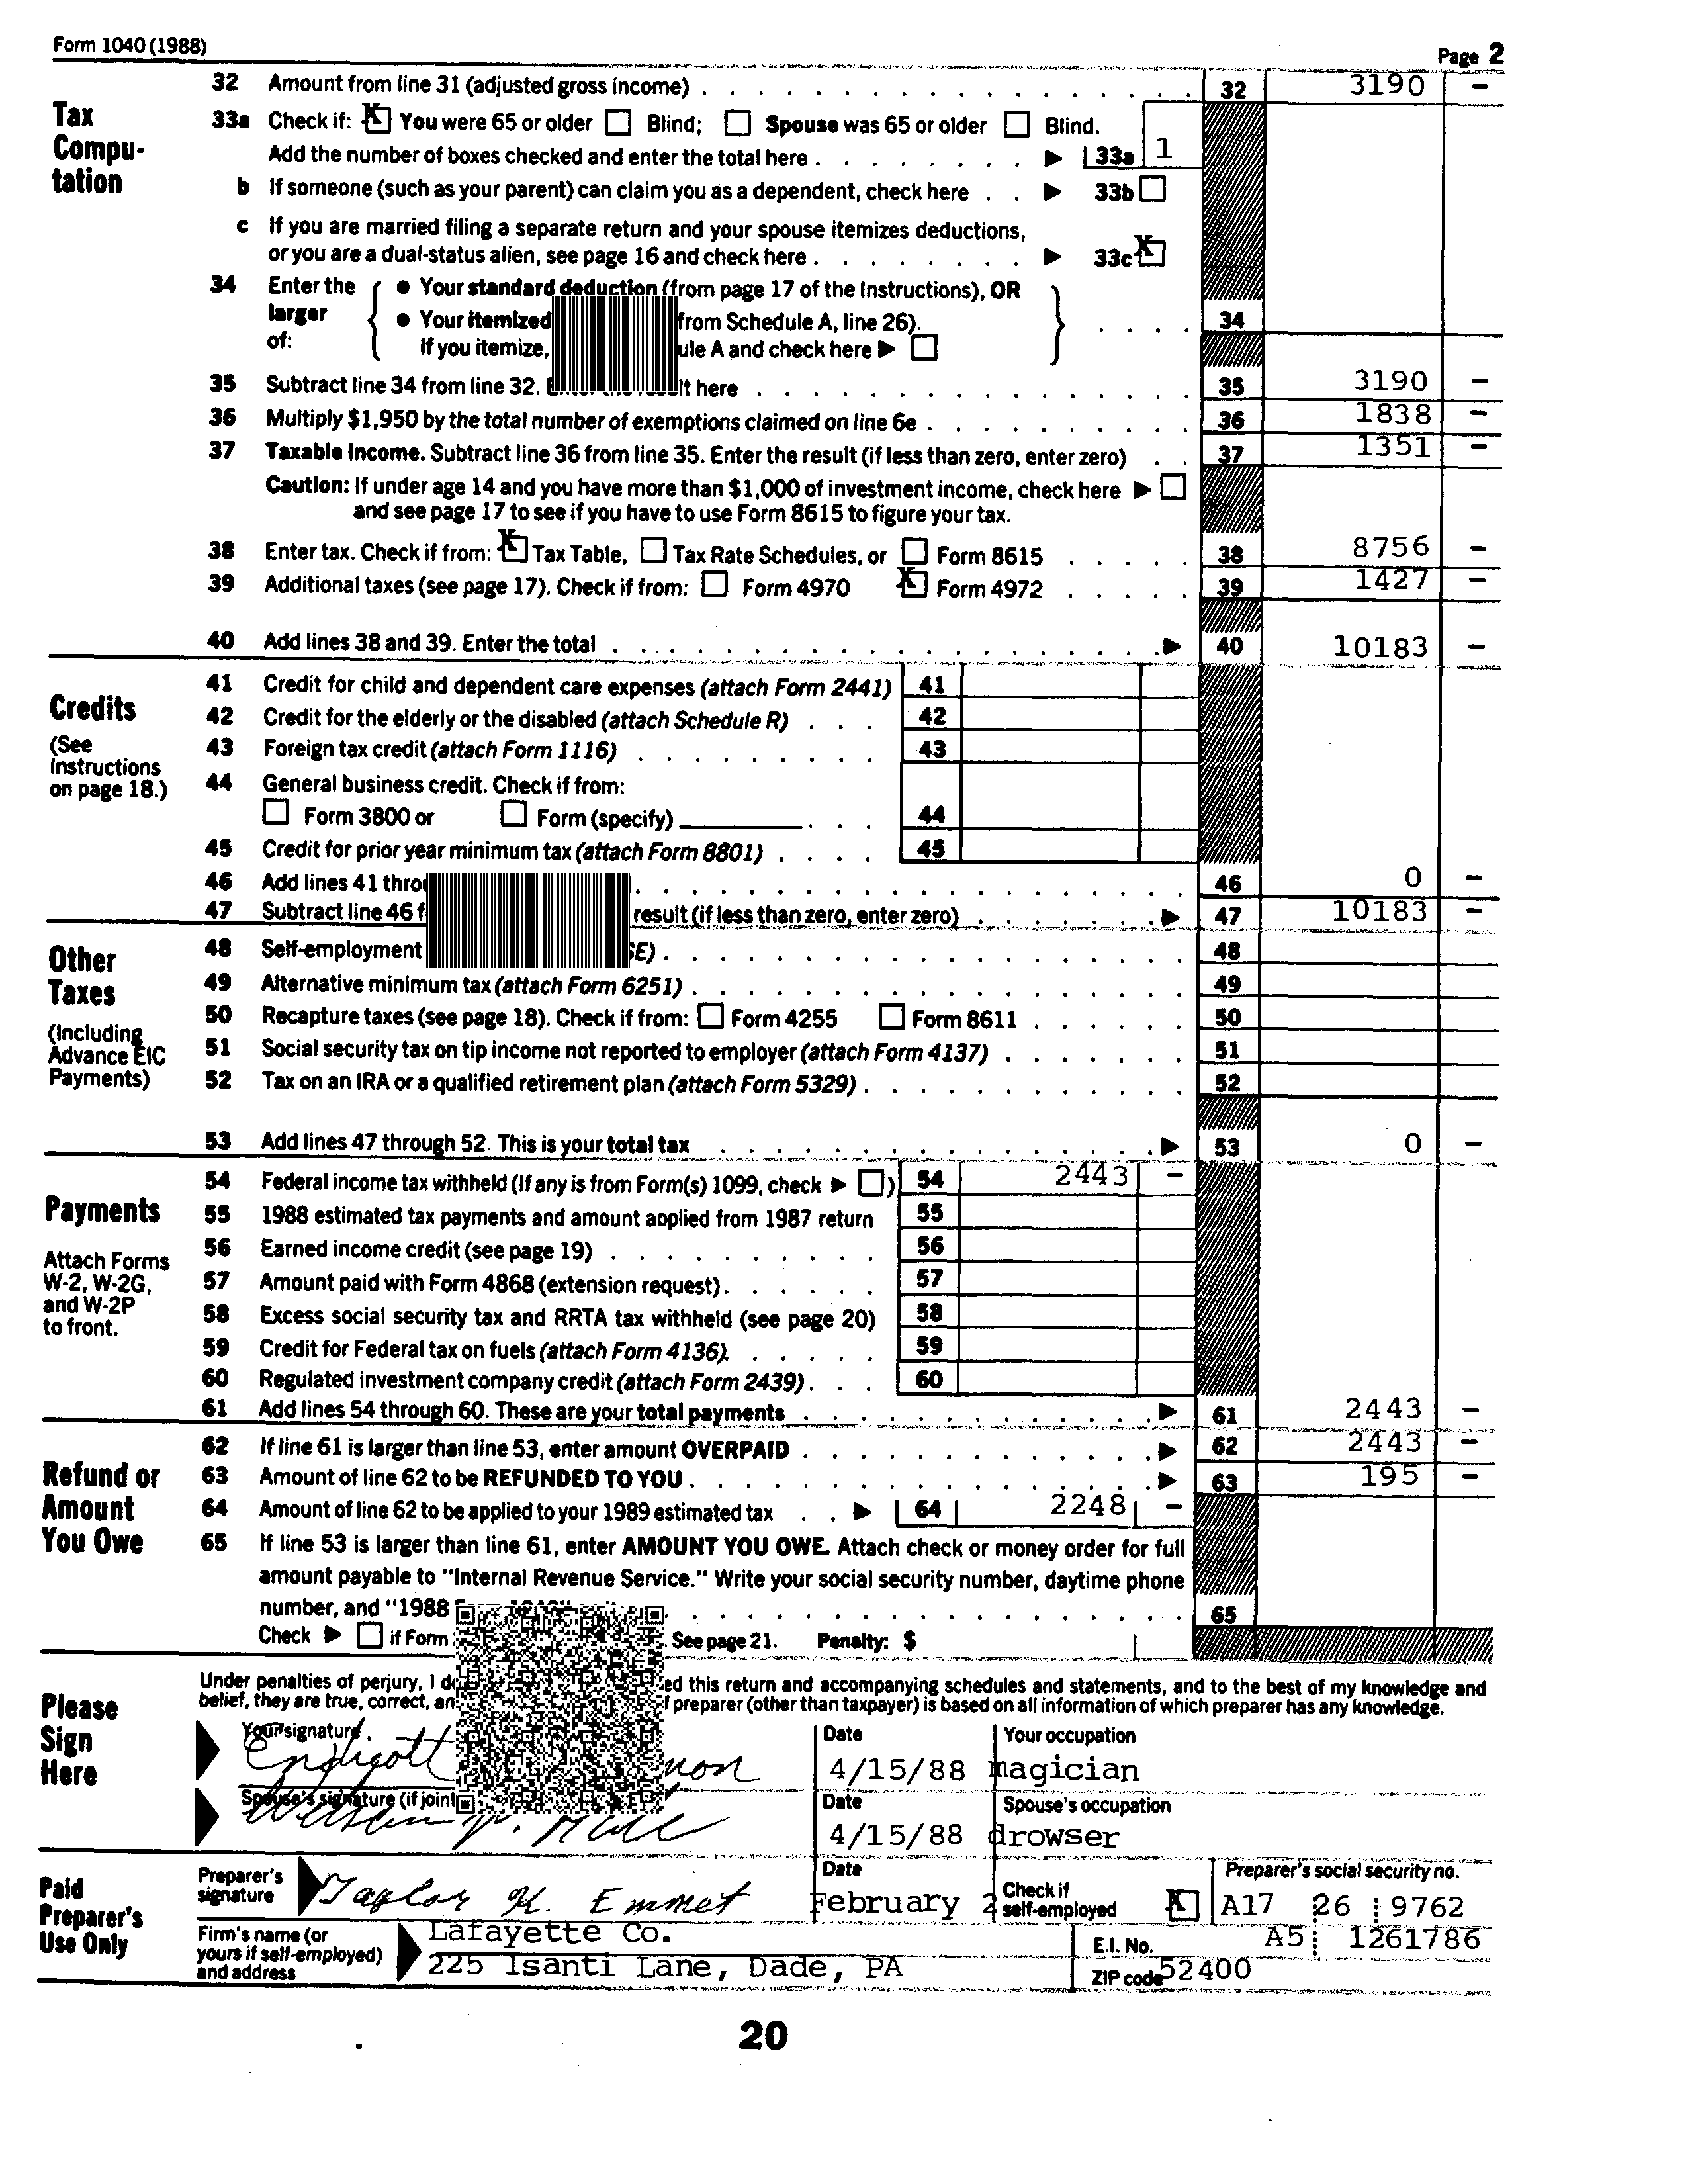 Form 1040 (1988)
Page 2
Tax Compu-
tation
32 Amount from line 31 (adjusted gross income) . . . 32 3190 –
33a Check if: X You were 65 or older Blind; Spouse was 65 or older Blind.
Add the number of boxes checked and enter the total here . . . 33a 1
b If someone (such as your parent) can claim you as a dependent, check here . . 33b
c If you are married filing a separate return and your spouse itemizes deductions,
or you are a dual-status alien, see page 16 and check here . . . 33c X
34 Enter the larger of: • Your standard deduction (from page 17 of the Instructions), OR
• Your itemized from Schedule A, line 26). 34
If you itemize, ule A and check here
35 Subtract line 34 from line 32. lt here . . . 35 3190 –
36 Multiply $1,950 by the total number of exemptions claimed on line 6e . . . 36 1838 –
37 Taxable income. Subtract line 36 from line 35. Enter the result (if less than zero, enter zero) . . 37 1351 –
Caution: If under age 14 and you have more than $1,000 of investment income, check here
and see page 17 to see if you have to use Form 8615 to figure your tax.
38 Enter tax. Check if from: X Tax Table, Tax Rate Schedules, or Form 8615 . . . 38 8756 –
39 Additional taxes (see page 17). Check if from: Form 4970 X Form 4972 . . . 39 1427 –
40 Add lines 38 and 39. Enter the total . . . 40 10183 –
Credits
(See Instructions on page 18.)
41 Credit for child and dependent care expenses (attach Form 2441) 41
42 Credit for the elderly or the disabled (attach Schedule R) . . . 42
43 Foreign tax credit (attach Form 1116) . . . 43
44 General business credit. Check if from:
Form 3800 or Form (specify) . . . 44
45 Credit for prior year minimum tax (attach Form 8801) . . . 45
46 Add lines 41 . . . 46 0 –
47 Subtract line 46 result (if less than zero, enter zero) . . . 47 10183 –
Other Taxes
(Including Advance EIC Payments)
48 Self-employment SE) . . . 48
49 Alternative minimum tax (attach Form 6251) . . . 49
50 Recapture taxes (see page 18). Check if from: Form 4255 Form 8611 . . . 50
51 Social security tax on tip income not reported to employer (attach Form 4137) . . . 51
52 Tax on an IRA or a qualified retirement plan (attach Form 5329) . . . 52
53 Add lines 47 through 52. This is your total tax . . . 53 0 –
Payments
Attach Forms W-2, W-2G, and W-2P to front.
54 Federal income tax withheld (If any is from Form(s) 1099, check ) 54 2443 –
55 1988 estimated tax payments and amount applied from 1987 return 55
56 Earned income credit (see page 19) . . . 56
57 Amount paid with Form 4868 (extension request) . . . 57
58 Excess social security tax and RRTA tax withheld (see page 20) 58
59 Credit for Federal tax on fuels (attach Form 4136). . . . 59
60 Regulated investment company credit (attach Form 2439) . . . 60
61 Add lines 54 through 60. These are your total payments . . . 61 2443 –
Refund or Amount You Owe
62 If line 61 is larger than line 53, enter amount OVERPAID . . . 62 2443 –
63 Amount of line 62 to be REFUNDED TO YOU . . . 63 195 –
64 Amount of line 62 to be applied to your 1989 estimated tax . . 64 2248 –
65 If line 53 is larger than line 61, enter AMOUNT YOU OWE. Attach check or money order for full
amount payable to "Internal Revenue Service." Write your social security number, daytime phone
number, and "1988 . . . 65
Check if Form See page 21. Penalty: $
Please Sign Here
Under penalties of perjury, I ed this return and accompanying schedules and statements, and to the best of my knowledge and
belief, they are true, correct, an f preparer (other than taxpayer) is based on all information of which preparer has any knowledge.
Your signature Date Your occupation
Endigott non 4/15/88 magician
Spouse's signature (if joint Date Spouse's occupation
4/15/88 drowser
Paid Preparer's Use Only
Preparer's signature Taylor K. Emmet Date February 2 Check if self-employed X Preparer's social security no. A17 26 9762
Firm's name (or yours if self-employed) and address Lafayette Co. E.I. No. A5 1261786
225 Isanti Lane, Dade, PA ZIP code 52400
20